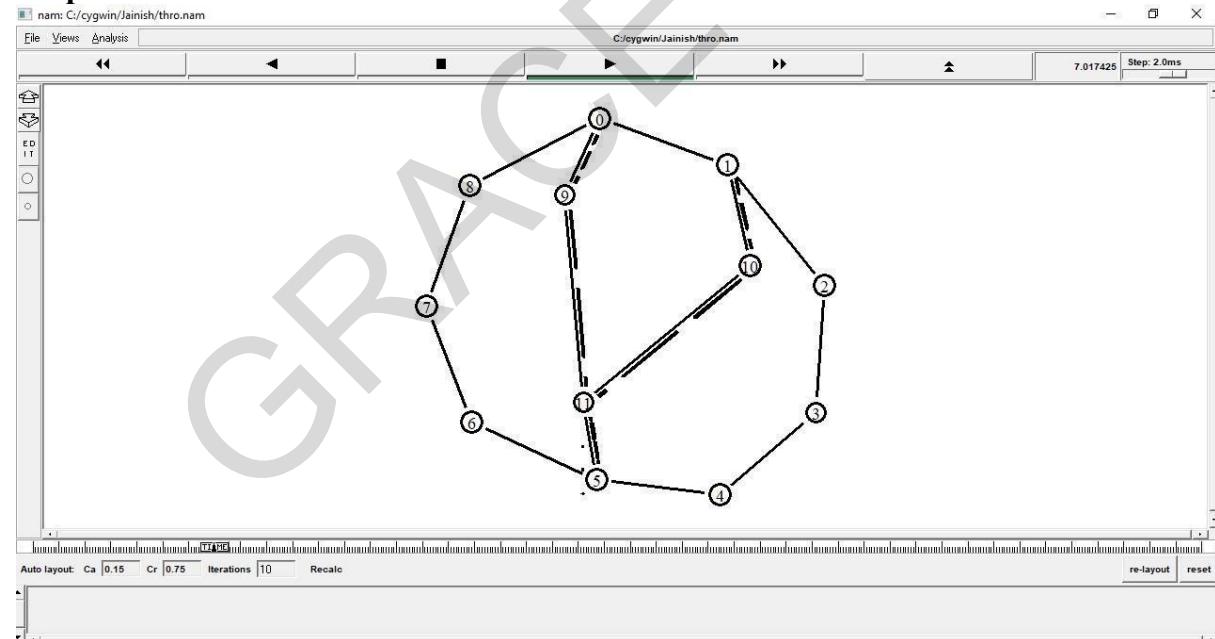 nam: C:/cygwin/Jainish/thro.nam
File Views Analysis C:/cygwin/Jainish/thro.nam
7.017425 Step: 2.0ms
E D
I T
0
1
8
9
10
2
7
11
3
6
5
4
TIME
Auto layout: Ca 0.15 Cr 0.75 Iterations 10 Recalc re-layout reset
GRACE